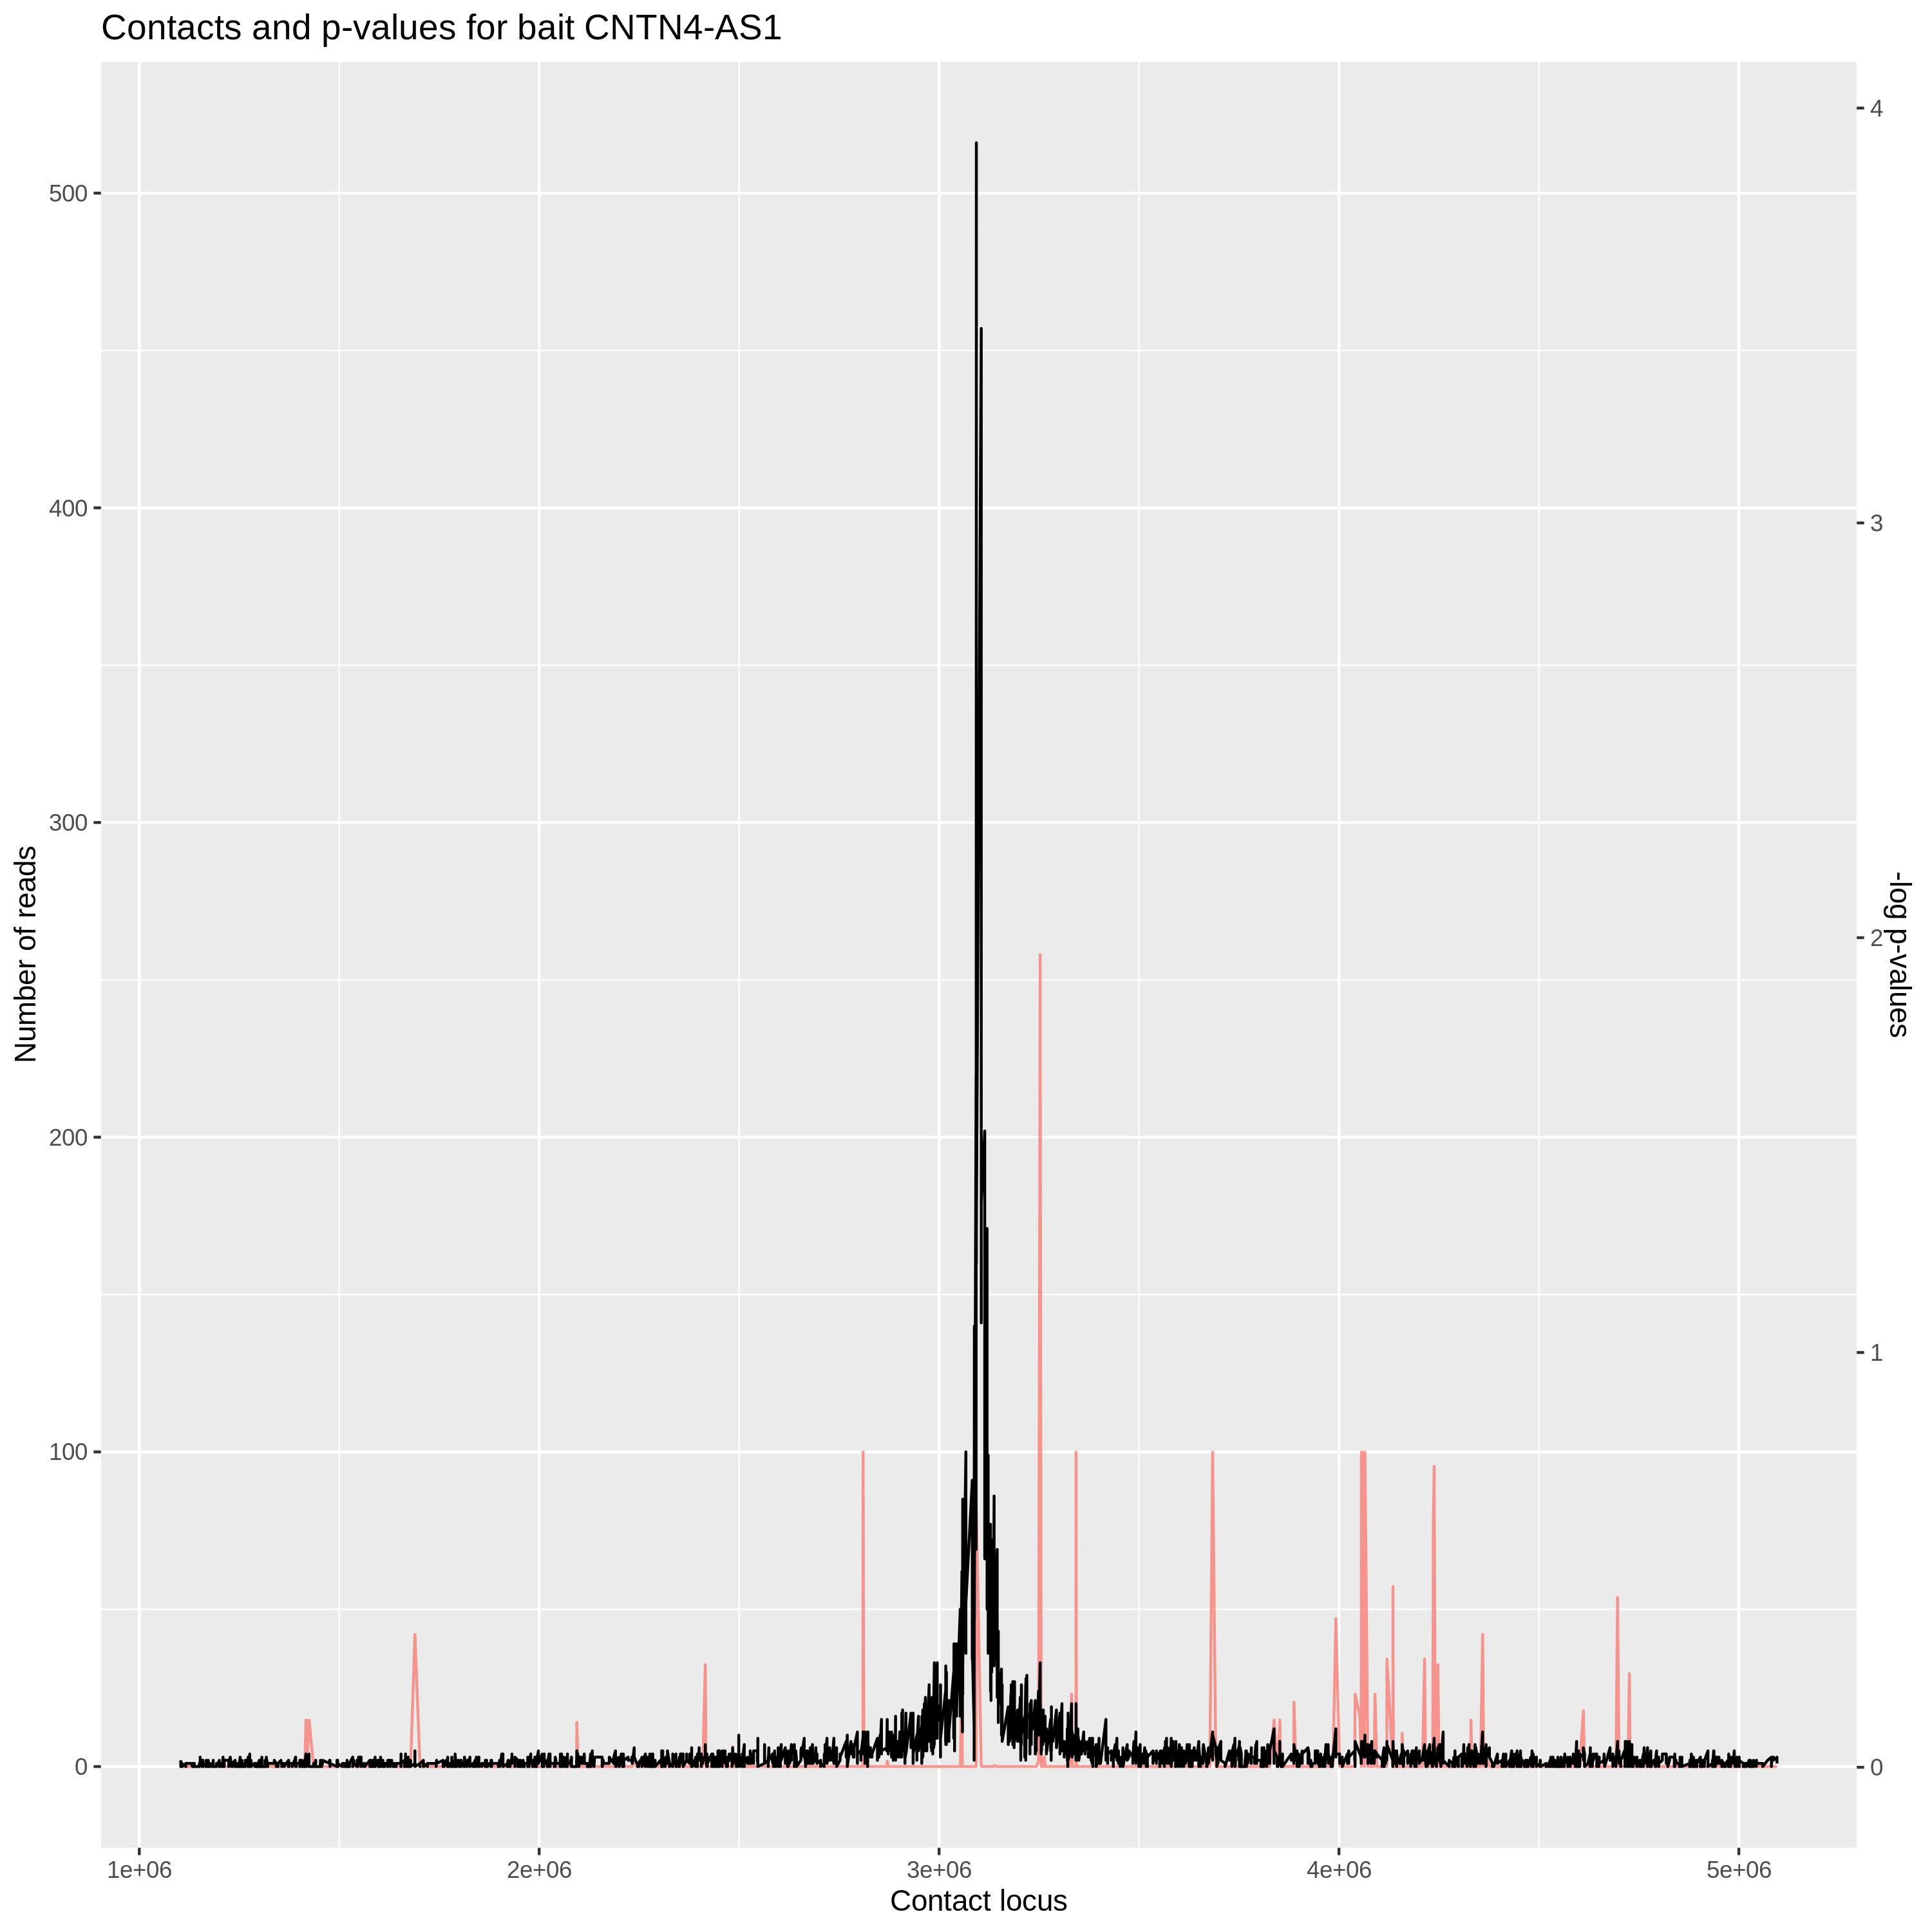 Contacts and p-values for bait CNTN4-AS1
Number of reads
500
400
300
200
100
0
4
3
2
1
0
-log p-values
1e+06
2e+06
3e+06
4e+06
5e+06
Contact locus